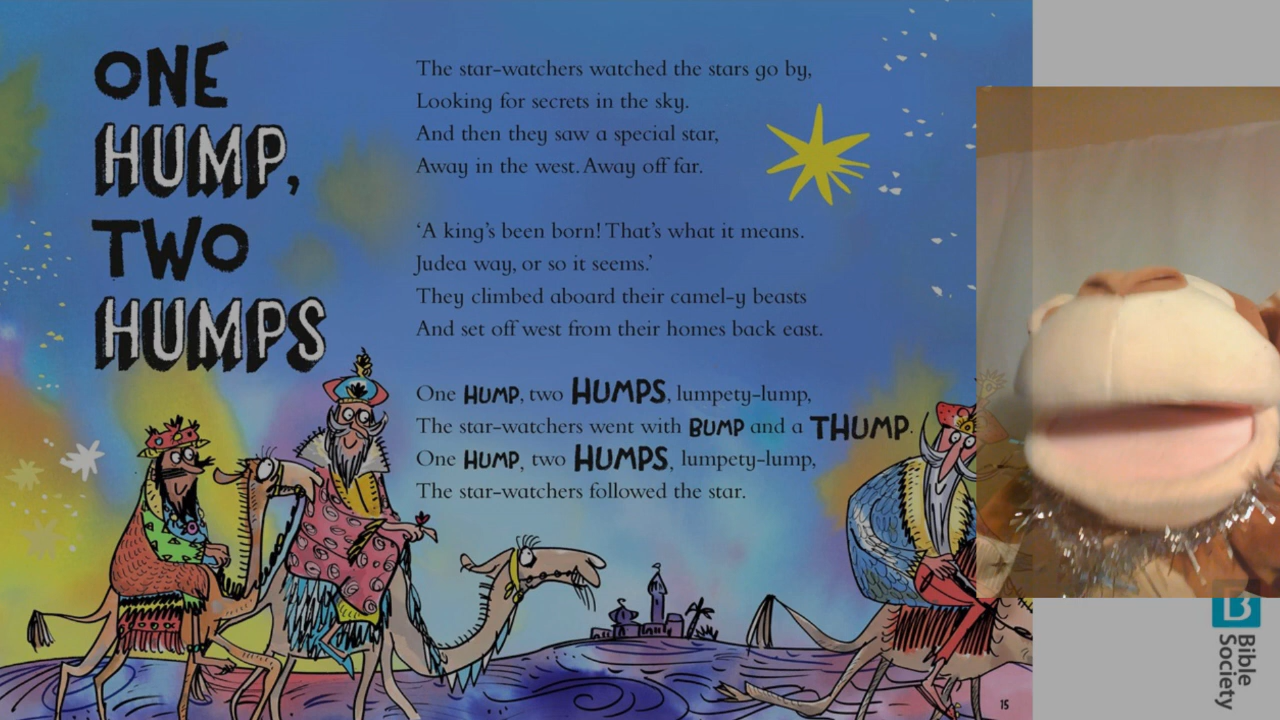 ONE
HUMP,
TWO
HUMPS
The star-watchers watched the stars go by,
Looking for secrets in the sky.
And then they saw a special star,
Away in the west. Away off far.
‘A king’s been born! That’s what it means.
Judea way, or so it seems.’
They climbed aboard their camel-y beasts
And set off west from their homes back east.
One HUMP, two HUMPS, lumpety-lump,
The star-watchers went with BUMP and a THUMP.
One HUMP, two HUMPS, lumpety-lump,
The star-watchers followed the star.
15
B
Bible
Society